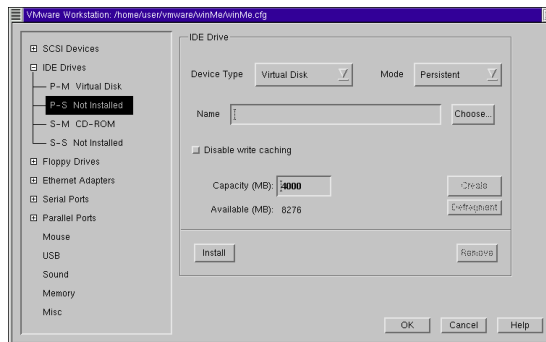 VMware Workstation: /home/user/vmware/winMe/winMe.cfg
SCSI Devices
IDE Drives
P-M Virtual Disk
P-S Not Installed
S-M CD-ROM
S-S Not Installed
Floppy Drives
Ethernet Adapters
Serial Ports
Parallel Ports
Mouse
USB
Sound
Memory
Misc
IDE Drive
Device Type Virtual Disk Mode Persistent
Name Choose...
Disable write caching
Capacity (MB): 4000 Create
Available (MB): 8276 Defragment
Install Remove
OK Cancel Help